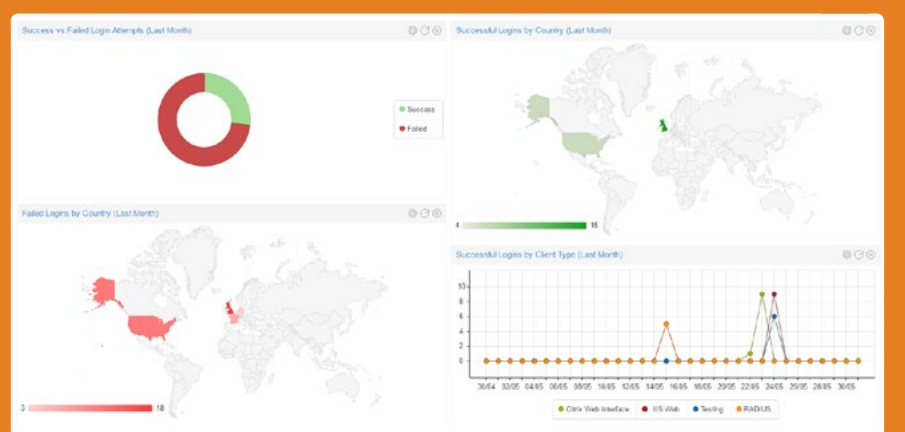 Success vs Failed Login Attempts (Last Month)
Success
Failed
Successful Logins by Country (Last Month)
4 16
Failed Logins by Country (Last Month)
3 18
Successful Logins by Client Type (Last Month)
10
8
6
4
2
0
30/04 02/05 04/05 06/05 08/05 10/05 12/05 14/05 16/05 18/05 20/05 22/05 24/05 26/05 28/05 30/05
Citrix Web Interface IIS Web Testing RADIUS